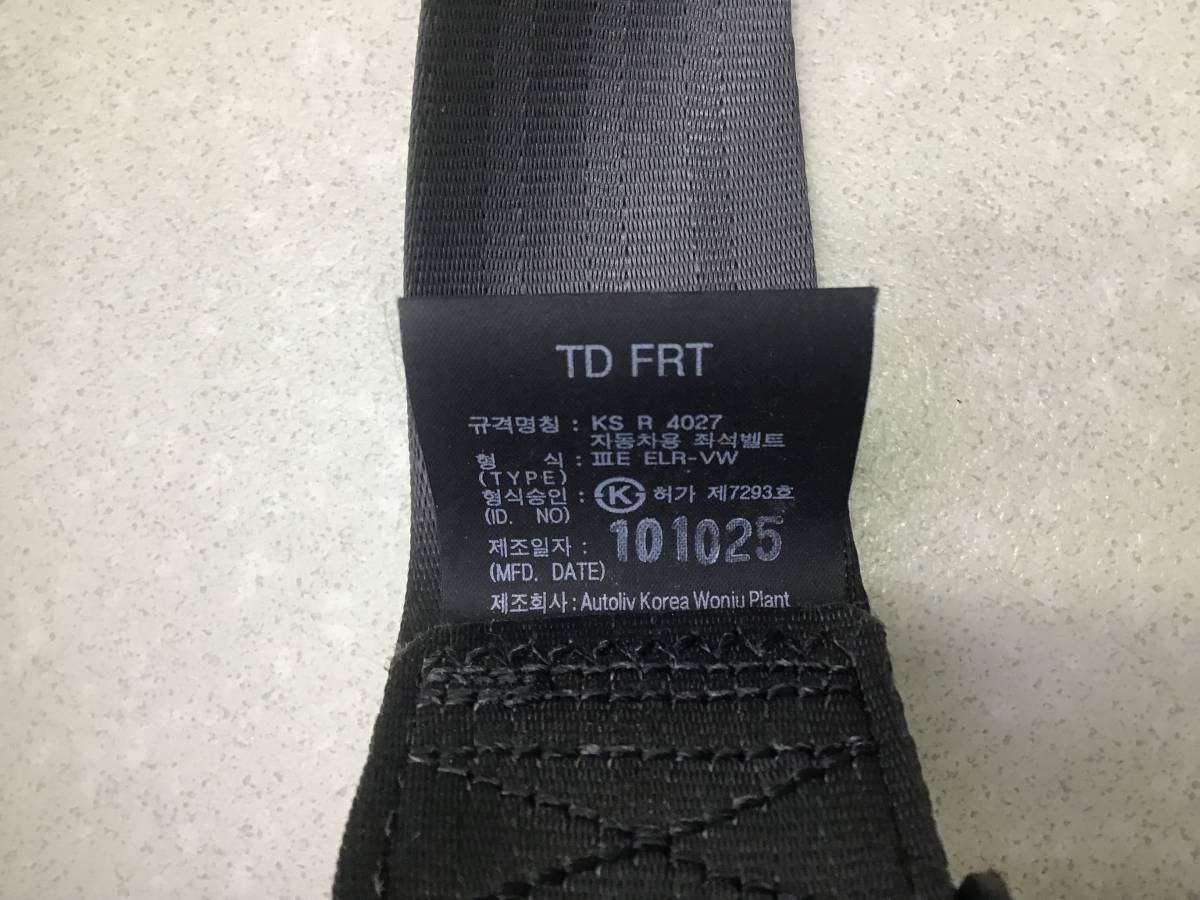 TD FRT
규격명칭 : KS R 4027
자동차용 좌석벨트
형 식 : ⅢE ELR-VW
(TYPE)
형식승인 : K 허가 제7293호
(ID. NO)
제조일자 : 101025
(MFD. DATE)
제조회사 : Autoliv Korea Wonju Plant